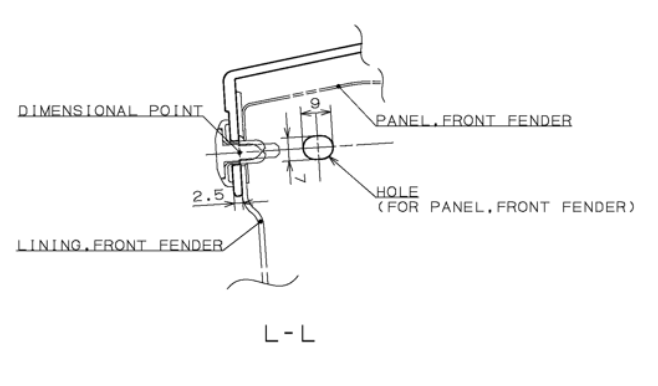 9
DIMENSIONAL POINT
PANEL,FRONT FENDER
7
2.5
HOLE
(FOR PANEL,FRONT FENDER)
LINING,FRONT FENDER
L-L